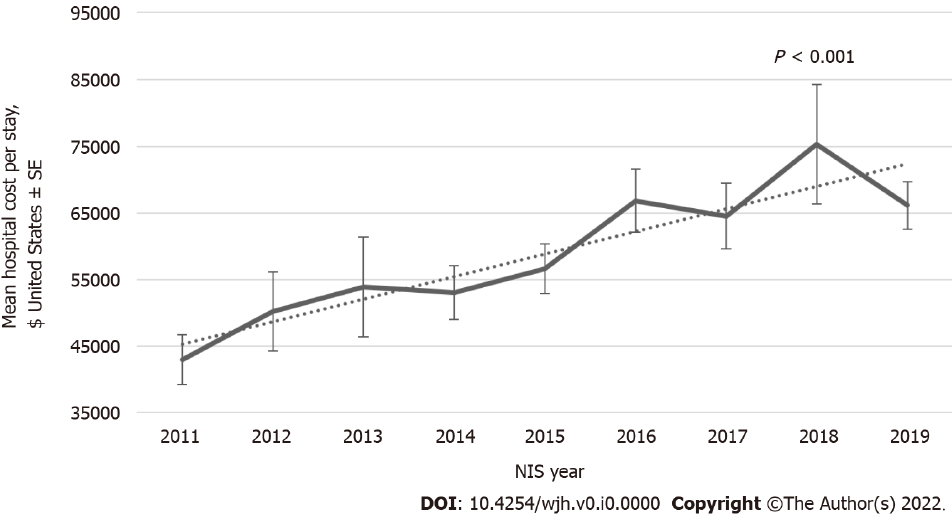 95000
85000
75000
65000
55000
45000
35000
Mean hospital cost per stay,
$ United States ± SE
P < 0.001
2011 2012 2013 2014 2015 2016 2017 2018 2019
NIS year
DOI: 10.4254/wjh.v0.i0.0000 Copyright ©The Author(s) 2022.